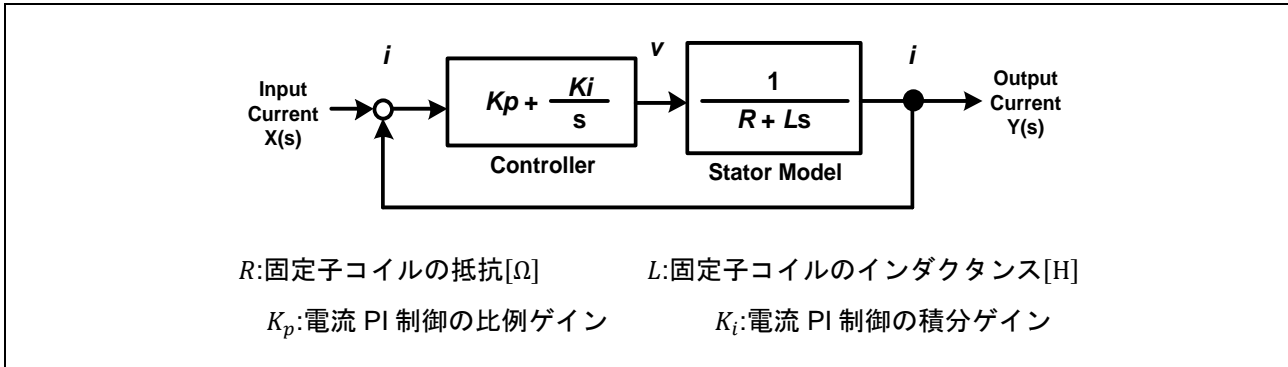 i
v
i
Input
Current
X(s)
Kp + Ki
s
1
R + Ls
Output
Current
Y(s)
Controller
Stator Model
R:固定子コイルの抵抗[Ω]
L:固定子コイルのインダクタンス[H]
Kp:電流 PI 制御の比例ゲイン
Ki:電流 PI 制御の積分ゲイン